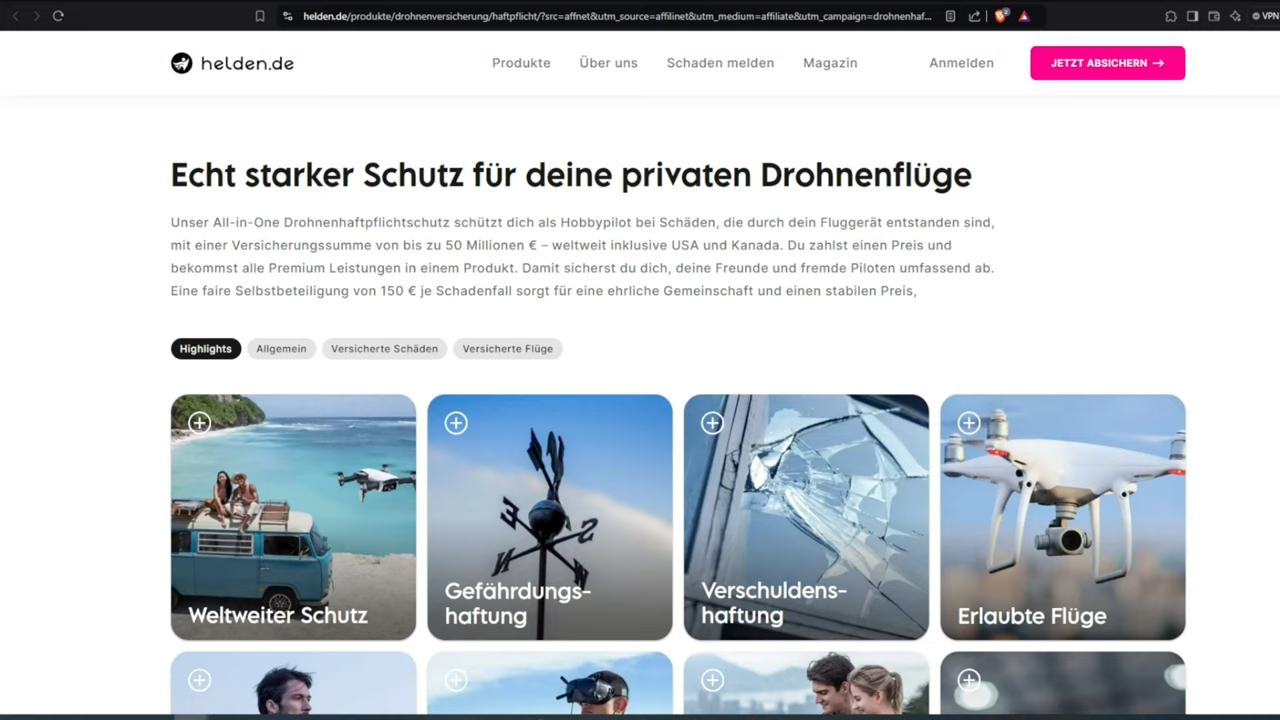 helden.de/produkte/drohnenversicherung/haftpflicht/?src=affnet&utm_source=affilinet&utm_medium=affiliate&utm_campaign=drohnenhaf...
VPN
helden.de
Produkte
Über uns
Schaden melden
Magazin
Anmelden
JETZT ABSICHERN →
Echt starker Schutz für deine privaten Drohnenflüge
Unser All-in-One Drohnenhaftpflichtschutz schützt dich als Hobbypilot bei Schäden, die durch dein Fluggerät entstanden sind,
mit einer Versicherungssumme von bis zu 50 Millionen € – weltweit inklusive USA und Kanada. Du zahlst einen Preis und
bekommst alle Premium Leistungen in einem Produkt. Damit sicherst du dich, deine Freunde und fremde Piloten umfassend ab.
Eine faire Selbstbeteiligung von 150 € je Schadenfall sorgt für eine ehrliche Gemeinschaft und einen stabilen Preis,
Highlights
Allgemein
Versicherte Schäden
Versicherte Flüge
Weltweiter Schutz
Gefährdungs-
haftung
Verschuldens-
haftung
Erlaubte Flüge